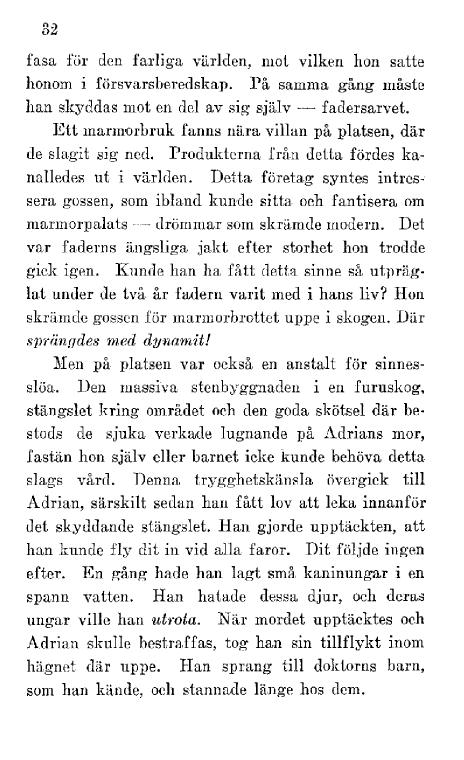 32
fasa för den farliga världen, mot vilken hon satte
honom i försvarsberedskap. På samma gång måste
han skyddas mot en del av sig själv — fadersarvet.
Ett marmorbruk fanns nära villan på platsen, där
de slagit sig ned. Produkterna från detta fördes ka-
nalledes ut i världen. Detta företag syntes intres-
sera gossen, som ibland kunde sitta och fantisera om
marmorpalats — drömmar som skrämde modern. Det
var faderns ängsliga jakt efter storhet hon trodde
gick igen. Kunde han ha fått detta sinne så utpräg-
lat under de två år fadern varit med i hans liv? Hon
skrämde gossen för marmorbrottet uppe i skogen. Där
sprängdes med dynamit!
Men på platsen var också en anstalt för sinnes-
slöa. Den massiva stenbyggnaden i en furuskog,
stängslet kring området och den goda skötsel där be-
stods de sjuka verkade lugnande på Adrians mor,
fastän hon själv eller barnet icke kunde behöva detta
slags vård. Denna trygghetskänsla övergick till
Adrian, särskilt sedan han fått lov att leka innanför
det skyddande stängslet. Han gjorde upptäckten, att
han kunde fly dit in vid alla faror. Dit följde ingen
efter. En gång hade han lagt små kaninungar i en
spann vatten. Han hatade dessa djur, och deras
ungar ville han utrota. När mordet upptäcktes och
Adrian skulle bestraffas, tog han sin tillflykt inom
hägnet där uppe. Han sprang till doktorns barn,
som han kände, och stannade länge hos dem.